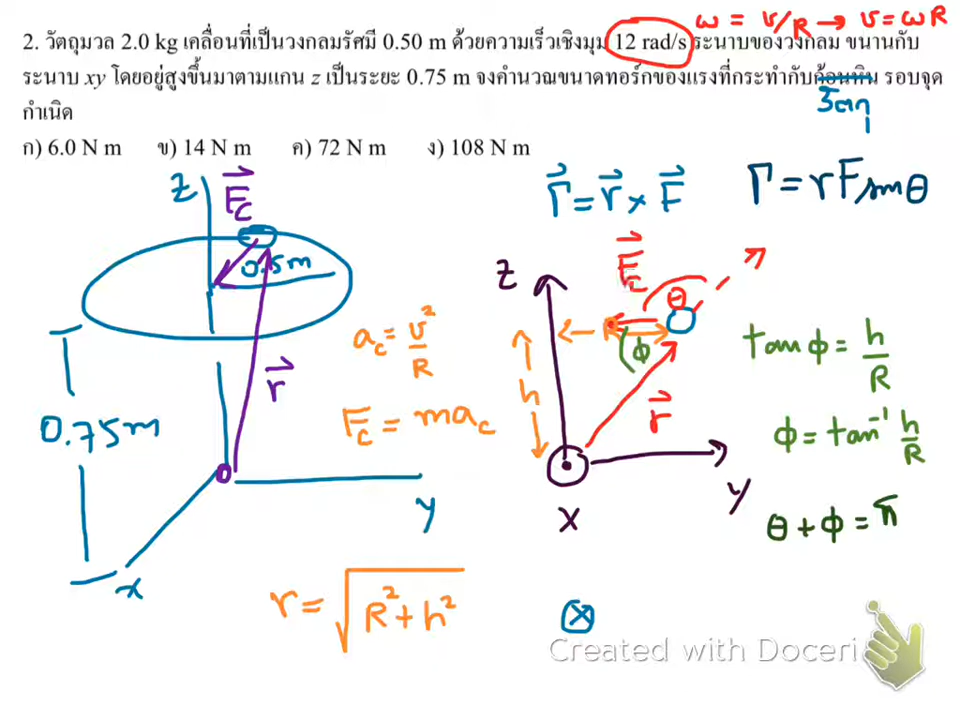 ω = v/R → v = ωR
2. วัตถุมวล 2.0 kg เคลื่อนที่เป็นวงกลมรัศมี 0.50 m ด้วยความเร็วเชิงมุม 12 rad/s ระนาบของวงกลม ขนานกับ
ระนาบ xy โดยอยู่สูงขึ้นมาตามแกน z เป็นระยะ 0.75 m จงคำนวณขนาดทอร์กของแรงที่กระทำกับก้อนหิน รอบจุด
วัตถุ
กำเนิด
ก) 6.0 N m ข) 14 N m ค) 72 N m ง) 108 N m
z
F⃗c
0.5m
r⃗
0.75m
y
x
ac = v²/R
Fc = mac
r = √(R² + h²)
Γ⃗ = r⃗ × F⃗
Γ = rF sinθ
z
F⃗c
θ
R
φ
h
r⃗
y
x
tan φ = h/R
φ = tan⁻¹ h/R
θ + φ = π
Created with Doceri